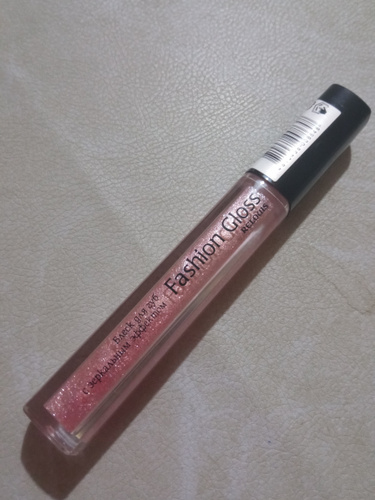 Fashion Gloss
RELOUIS
Блеск для губ
с зеркальным эффектом